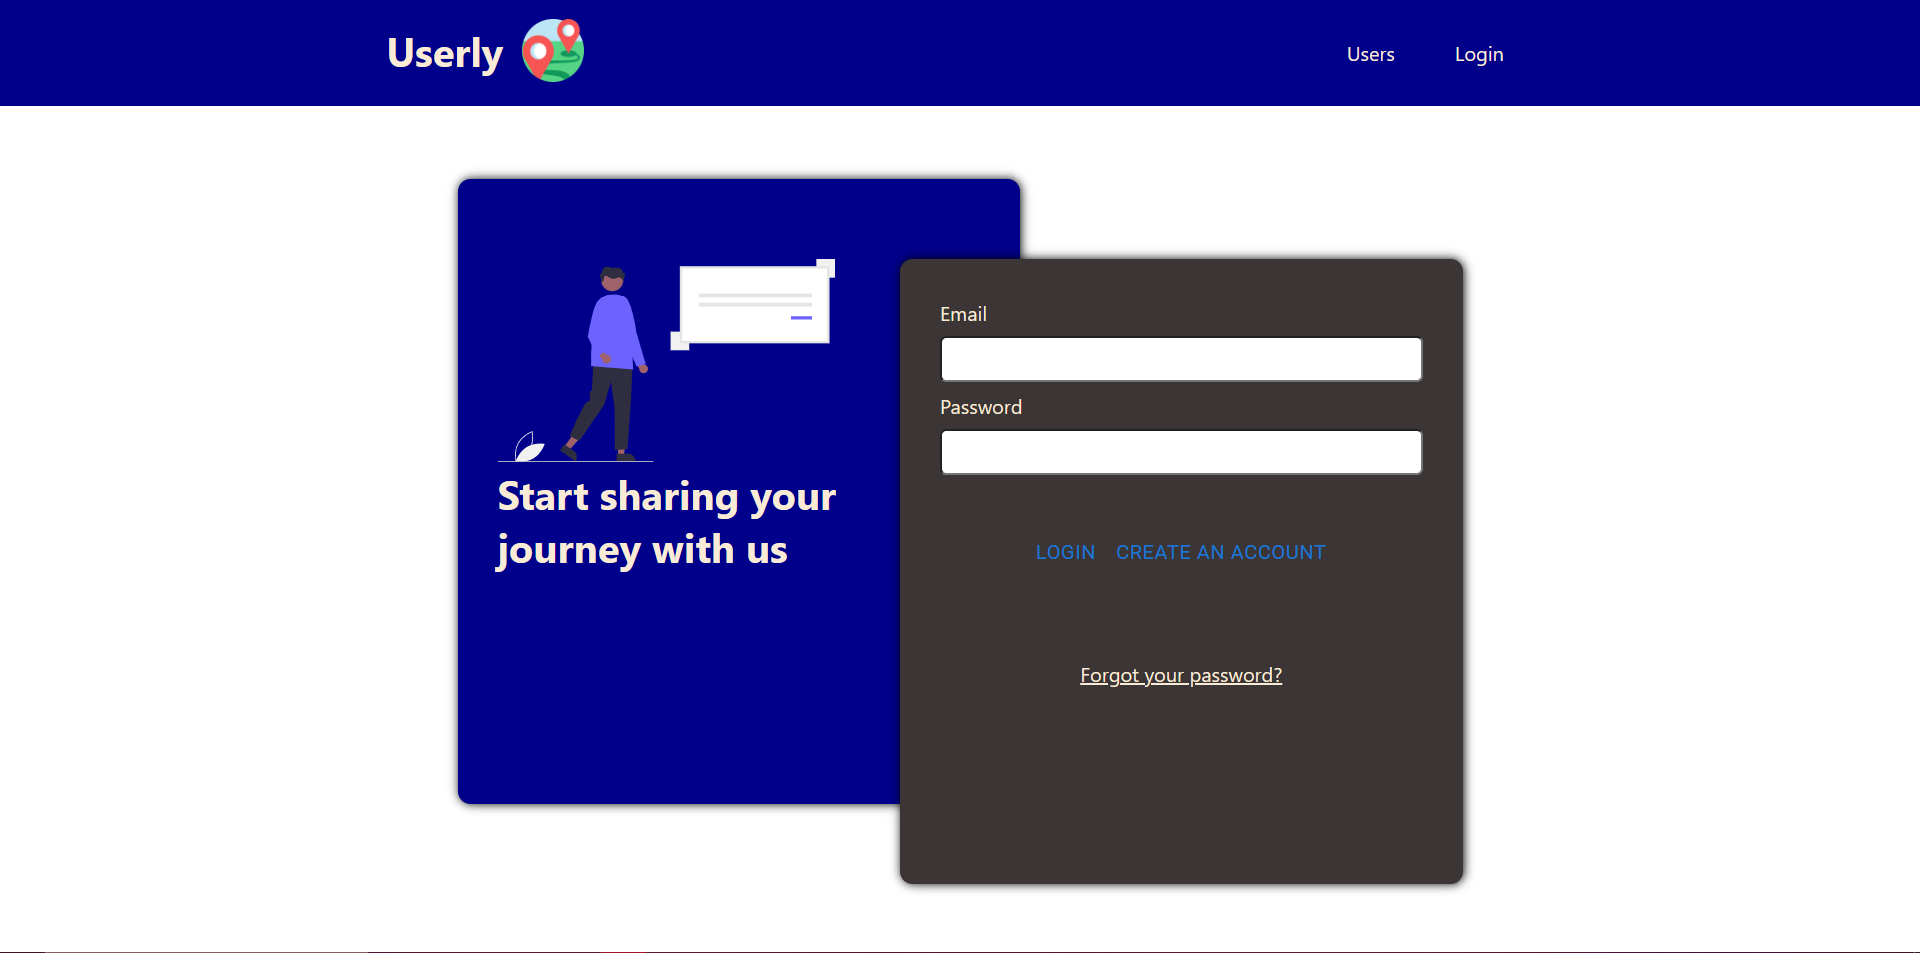 Userly
Users
Login
Start sharing your
journey with us
Email
Password
LOGIN
CREATE AN ACCOUNT
Forgot your password?